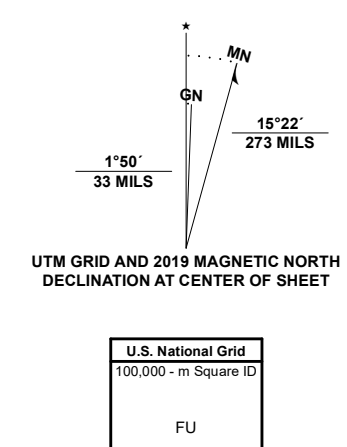 ★
MN
GN
15°22´
273 MILS
1°50´
33 MILS
UTM GRID AND 2019 MAGNETIC NORTH
DECLINATION AT CENTER OF SHEET
U.S. National Grid
100,000 - m Square ID
FU